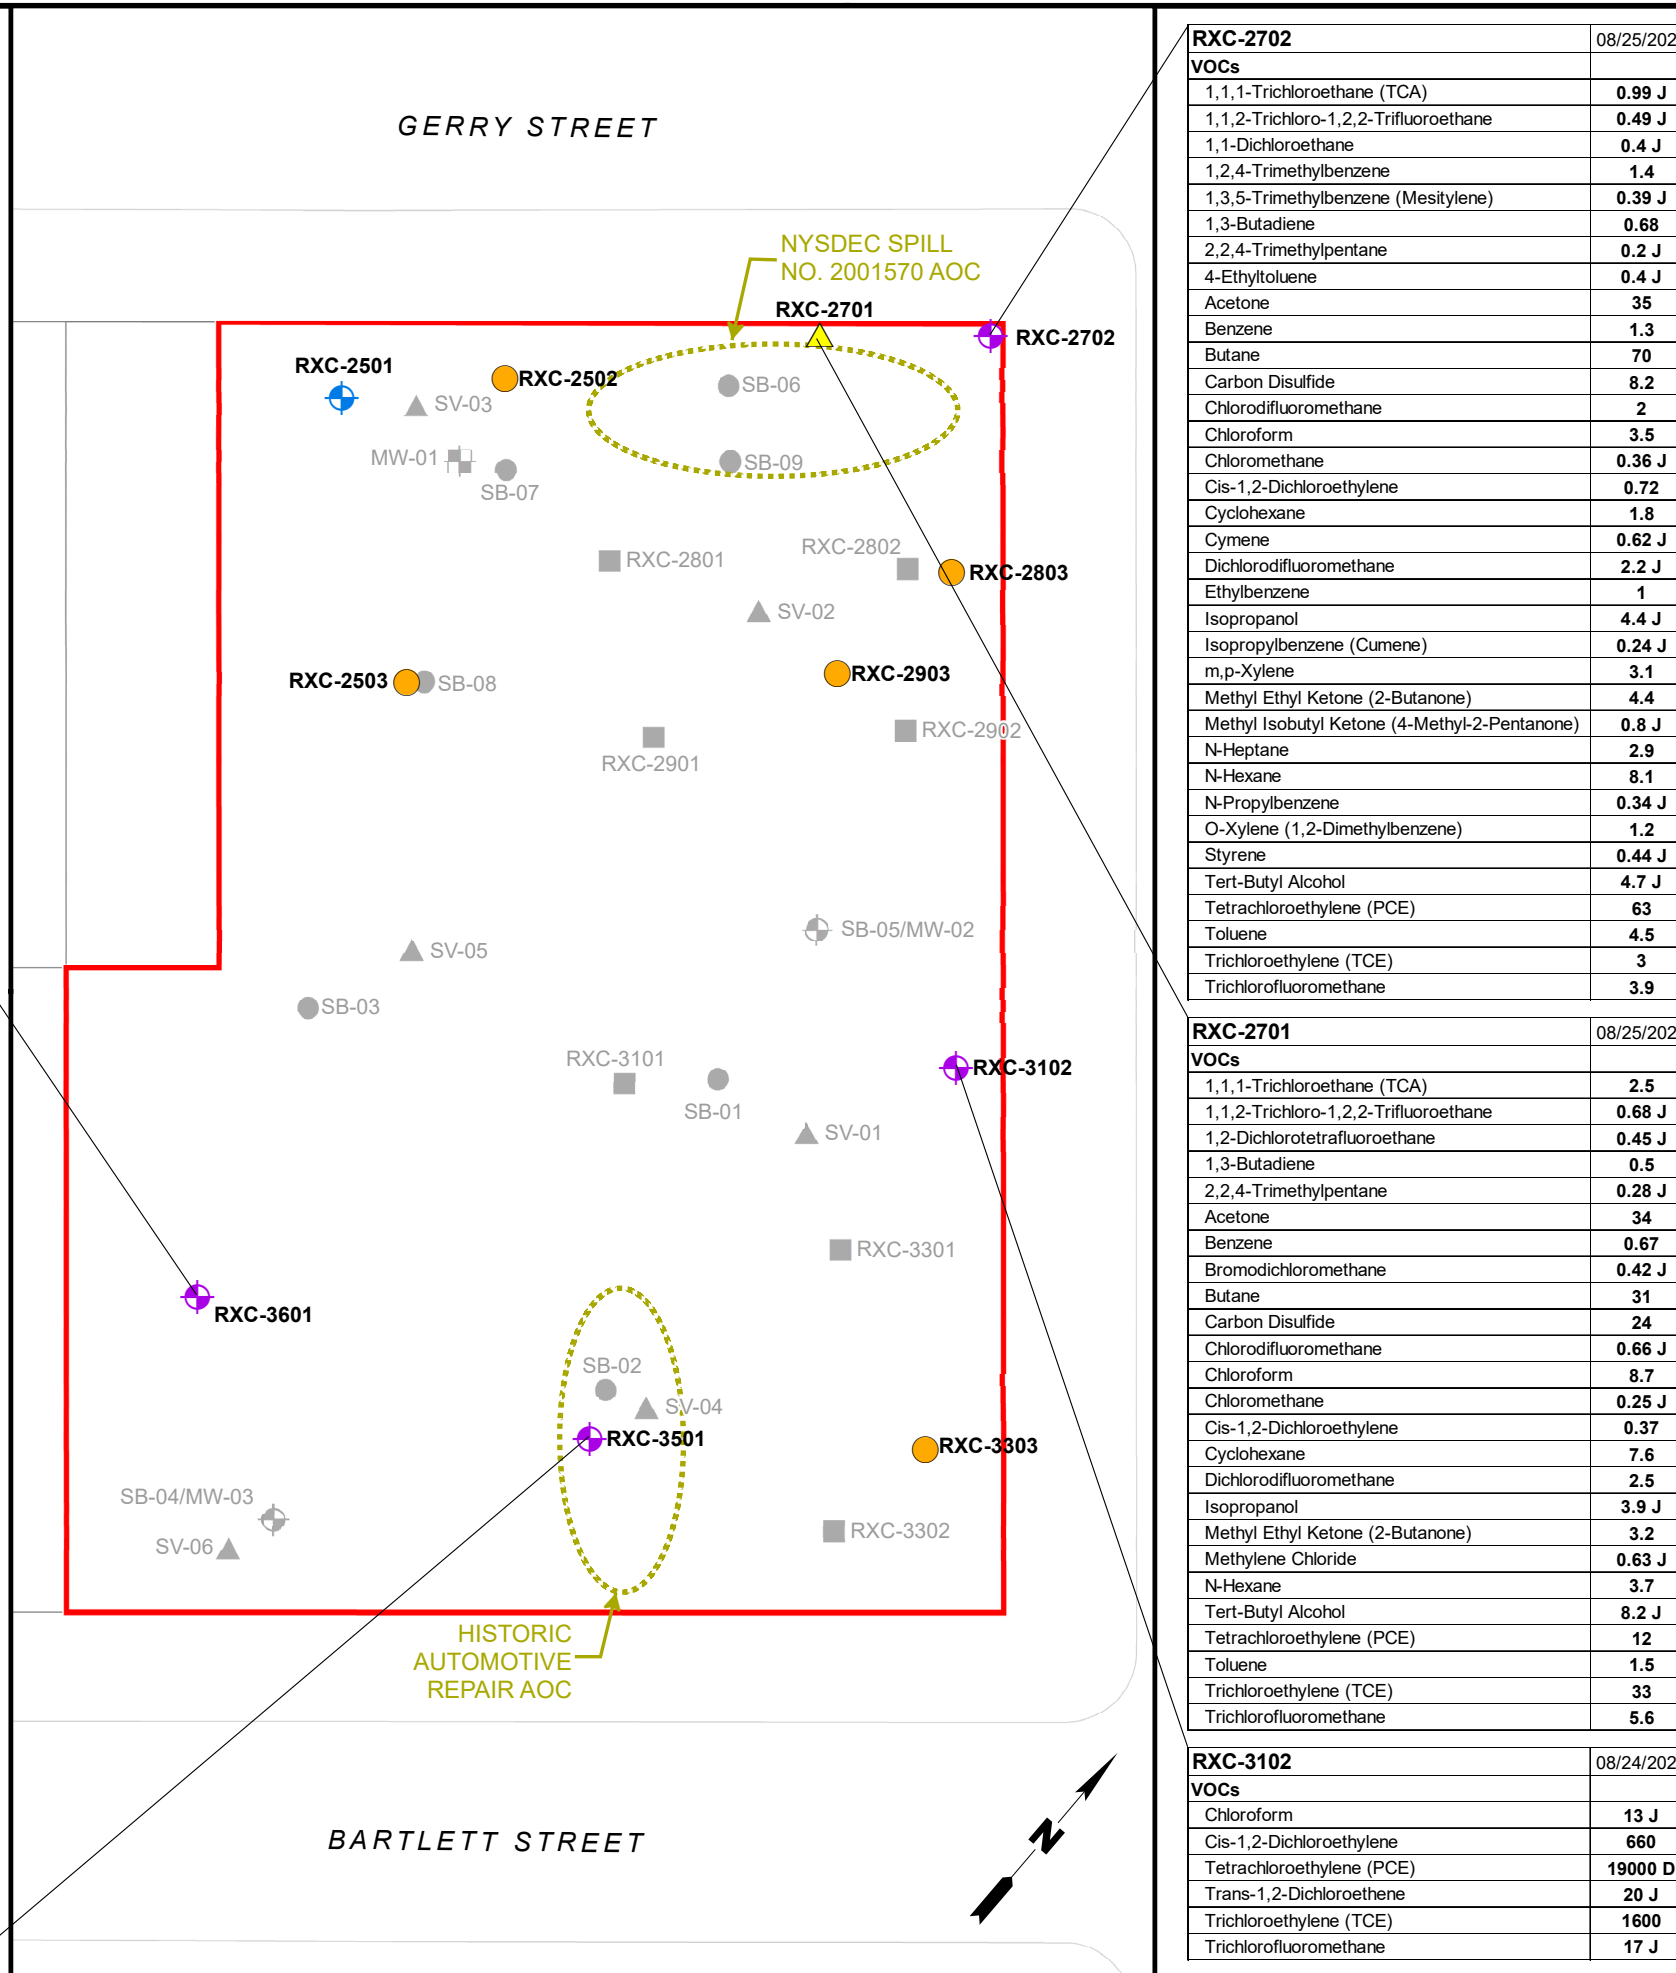 GERRY STREET
NYSDEC SPILL
NO. 2001570 AOC
RXC-2701
RXC-2702
RXC-2501
RXC-2502
SB-06
SV-03
MW-01
SB-07
SB-09
RXC-2801
RXC-2802
RXC-2803
SV-02
RXC-2503
SB-08
RXC-2903
RXC-2902
RXC-2901
SB-05/MW-02
SV-05
SB-03
RXC-3101
RXC-3102
SB-01
SV-01
RXC-3301
RXC-3601
SB-02
SV-04
RXC-3501
RXC-3303
SB-04/MW-03
SV-06
RXC-3302
HISTORIC
AUTOMOTIVE
REPAIR AOC
BARTLETT STREET
N
RXC-2702 08/25/202
VOCs
1,1,1-Trichloroethane (TCA) 0.99 J
1,1,2-Trichloro-1,2,2-Trifluoroethane 0.49 J
1,1-Dichloroethane 0.4 J
1,2,4-Trimethylbenzene 1.4
1,3,5-Trimethylbenzene (Mesitylene) 0.39 J
1,3-Butadiene 0.68
2,2,4-Trimethylpentane 0.2 J
4-Ethyltoluene 0.4 J
Acetone 35
Benzene 1.3
Butane 70
Carbon Disulfide 8.2
Chlorodifluoromethane 2
Chloroform 3.5
Chloromethane 0.36 J
Cis-1,2-Dichloroethylene 0.72
Cyclohexane 1.8
Cymene 0.62 J
Dichlorodifluoromethane 2.2 J
Ethylbenzene 1
Isopropanol 4.4 J
Isopropylbenzene (Cumene) 0.24 J
m,p-Xylene 3.1
Methyl Ethyl Ketone (2-Butanone) 4.4
Methyl Isobutyl Ketone (4-Methyl-2-Pentanone) 0.8 J
N-Heptane 2.9
N-Hexane 8.1
N-Propylbenzene 0.34 J
O-Xylene (1,2-Dimethylbenzene) 1.2
Styrene 0.44 J
Tert-Butyl Alcohol 4.7 J
Tetrachloroethylene (PCE) 63
Toluene 4.5
Trichloroethylene (TCE) 3
Trichlorofluoromethane 3.9
RXC-2701 08/25/202
VOCs
1,1,1-Trichloroethane (TCA) 2.5
1,1,2-Trichloro-1,2,2-Trifluoroethane 0.68 J
1,2-Dichlorotetrafluoroethane 0.45 J
1,3-Butadiene 0.5
2,2,4-Trimethylpentane 0.28 J
Acetone 34
Benzene 0.67
Bromodichloromethane 0.42 J
Butane 31
Carbon Disulfide 24
Chlorodifluoromethane 0.66 J
Chloroform 8.7
Chloromethane 0.25 J
Cis-1,2-Dichloroethylene 0.37
Cyclohexane 7.6
Dichlorodifluoromethane 2.5
Isopropanol 3.9 J
Methyl Ethyl Ketone (2-Butanone) 3.2
Methylene Chloride 0.63 J
N-Hexane 3.7
Tert-Butyl Alcohol 8.2 J
Tetrachloroethylene (PCE) 12
Toluene 1.5
Trichloroethylene (TCE) 33
Trichlorofluoromethane 5.6
RXC-3102 08/24/202
VOCs
Chloroform 13 J
Cis-1,2-Dichloroethylene 660
Tetrachloroethylene (PCE) 19000 D
Trans-1,2-Dichloroethene 20 J
Trichloroethylene (TCE) 1600
Trichlorofluoromethane 17 J